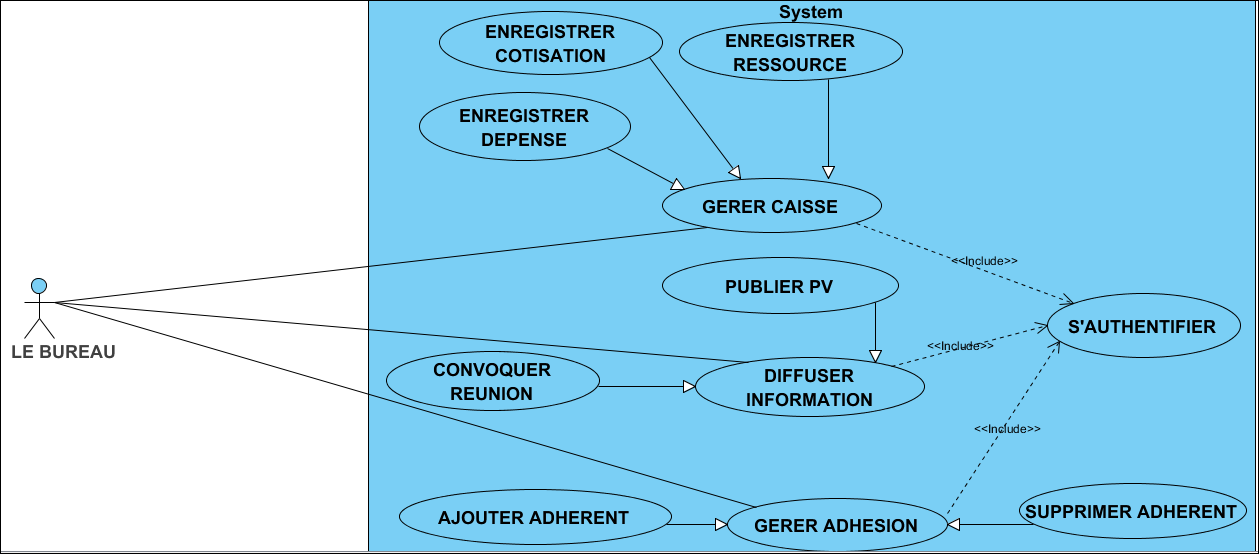 System
ENREGISTRER
COTISATION
ENREGISTRER
RESSOURCE
ENREGISTRER
DEPENSE
GERER CAISSE
<<Include>>
PUBLIER PV
S'AUTHENTIFIER
<<Include>>
LE BUREAU
CONVOQUER
REUNION
DIFFUSER
INFORMATION
<<Include>>
AJOUTER ADHERENT
GERER ADHESION
SUPPRIMER ADHERENT